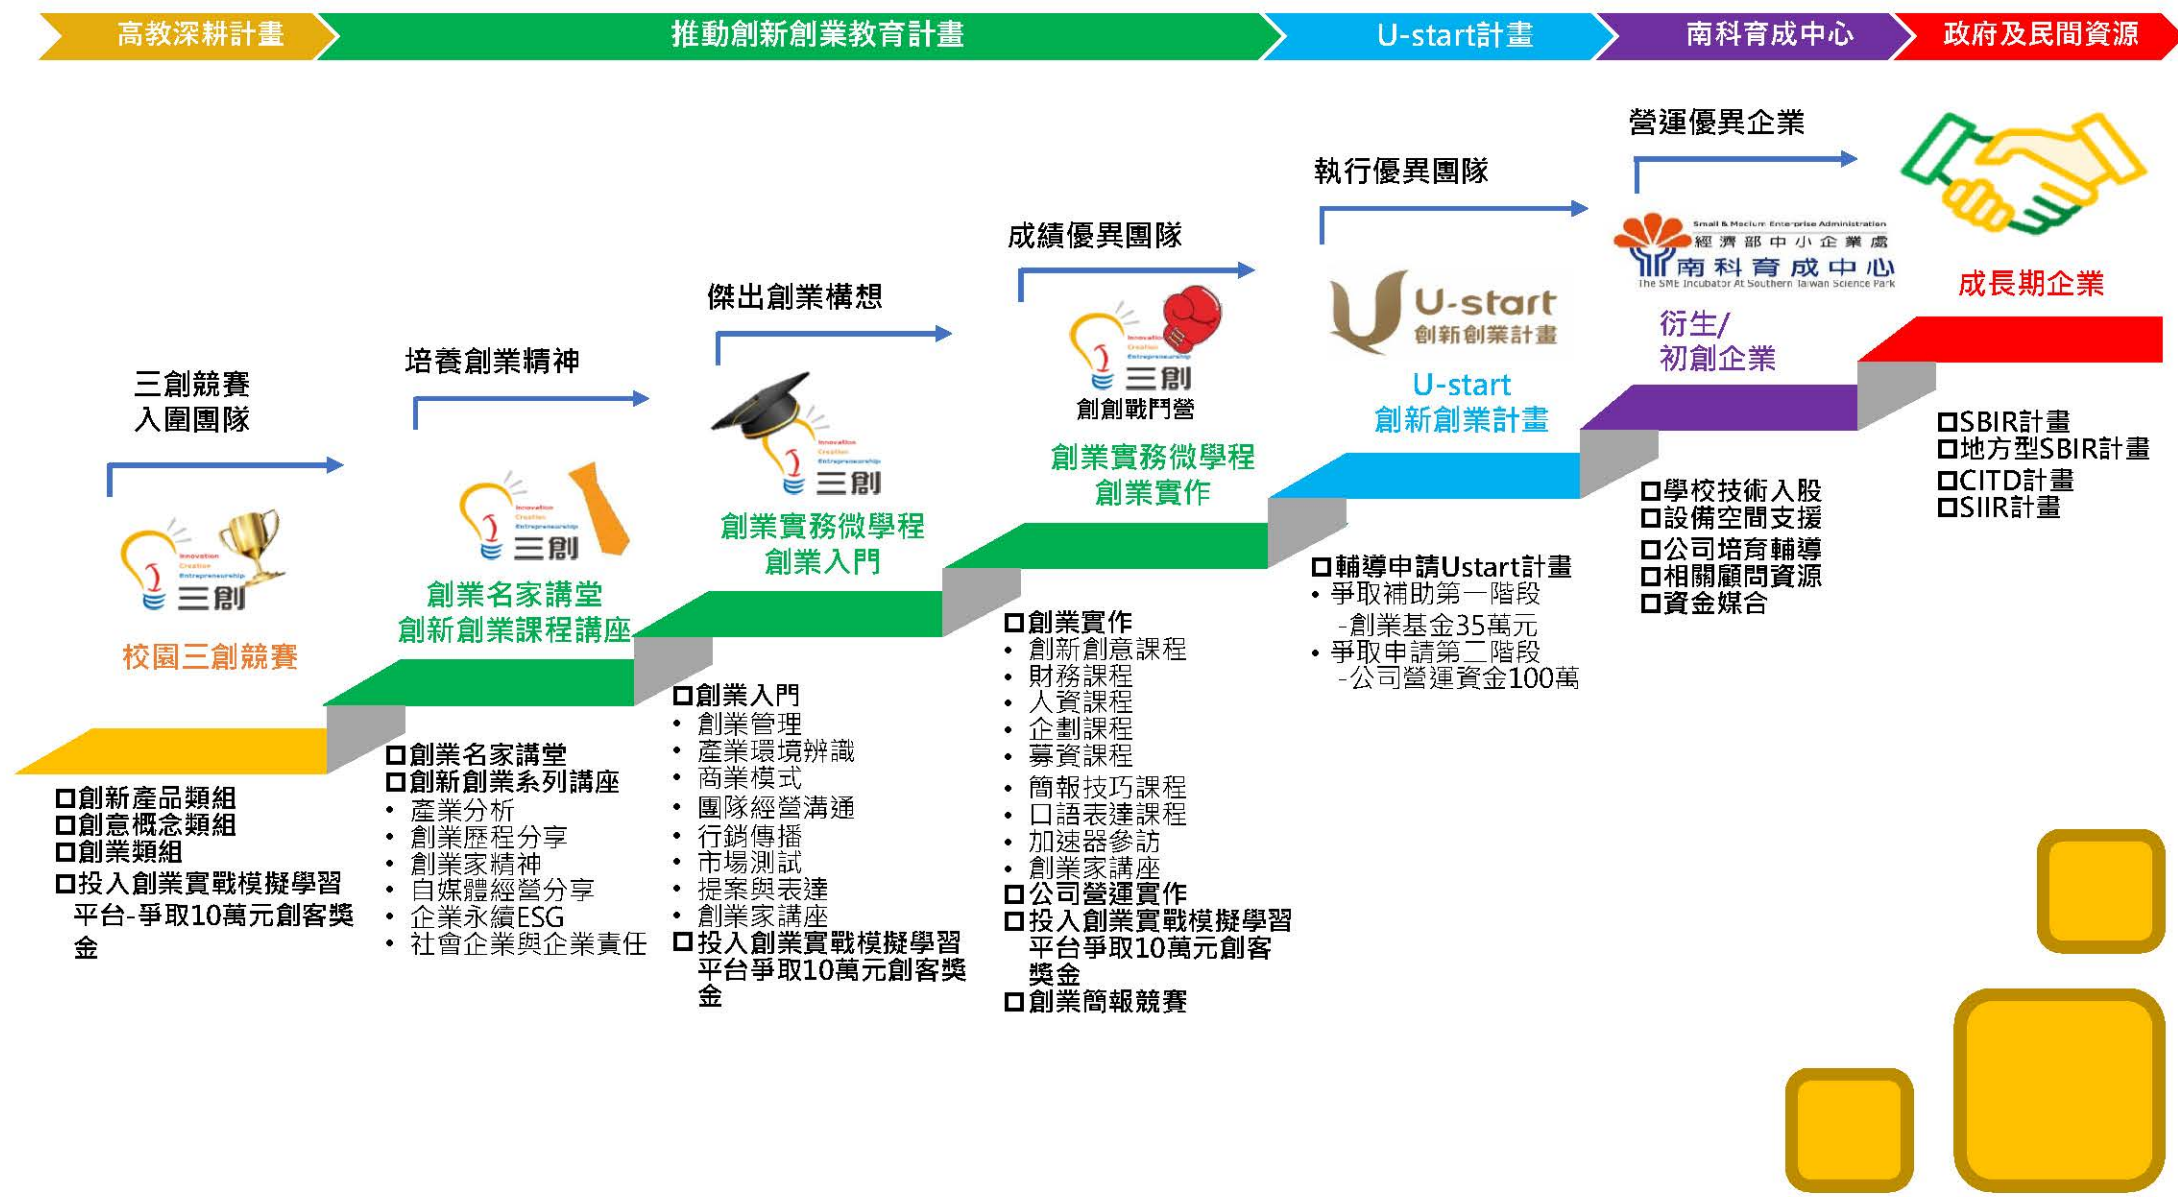 高教深耕計畫
推動創新創業教育計畫
U-start計畫
南科育成中心
政府及民間資源
三創競賽
入圍團隊
Innovation
Creation
Entrepreneurship
三創
校園三創競賽
創新產品類組
創意概念類組
創業類組
投入創業實戰模擬學習
平台-爭取10萬元創客獎
金
培養創業精神
Innovation
Creation
Entrepreneurship
三創
創業名家講堂
創新創業課程講座
創業名家講堂
創新創業系列講座
• 產業分析
• 創業歷程分享
• 創業家精神
• 自媒體經營分享
• 企業永續ESG
• 社會企業與企業責任
傑出創業構想
Innovation
Creation
Entrepreneurship
三創
創業實務微學程
創業入門
創業入門
• 創業管理
• 產業環境辨識
• 商業模式
• 團隊經營溝通
• 行銷傳播
• 市場測試
• 提案與表達
• 創業家講座
投入創業實戰模擬學習
平台爭取10萬元創客獎
金
成績優異團隊
Innovation
Creation
Entrepreneurship
三創
創創戰鬥營
創業實務微學程
創業實作
創業實作
• 創新創意課程
• 財務課程
• 人資課程
• 企劃課程
• 募資課程
• 簡報技巧課程
• 口語表達課程
• 加速器參訪
• 創業家講座
公司營運實作
投入創業實戰模擬學習
平台爭取10萬元創客
獎金
創業簡報競賽
執行優異團隊
U-start
創新創業計畫
U-start
創新創業計畫
輔導申請Ustart計畫
• 爭取補助第一階段
-創業基金35萬元
• 爭取申請第二階段
-公司營運資金100萬
營運優異企業
Small & Medium Enterprise Administration
經濟部中小企業處
南科育成中心
The SME Incubator At Southern Taiwan Science Park
衍生/
初創企業
學校技術入股
設備空間支援
公司培育輔導
相關顧問資源
資金媒合
成長期企業
SBIR計畫
地方型SBIR計畫
CITD計畫
SIIR計畫